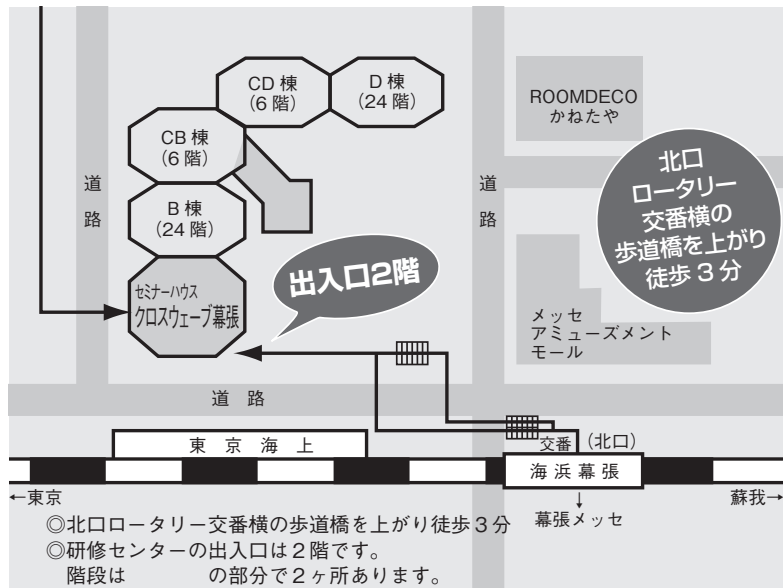 CD 棟
(6 階)
D 棟
(24 階)
ROOMDECO
かねたや
CB 棟
(6 階)
北口
ロータリー
交番横の
歩道橋を上がり
徒歩 3 分
道
路
道
路
B 棟
(24 階)
出入口2階
セミナーハウス
クロスウェーブ幕張
メッセ
アミューズメント
モール
道 路
東 京 海 上
交番 (北口)
海 浜 幕 張
←東京
蘇我→
幕張メッセ
◎北口ロータリー交番横の歩道橋を上がり徒歩３分
◎研修センターの出入口は２階です。
階段は の部分で２ヶ所あります。